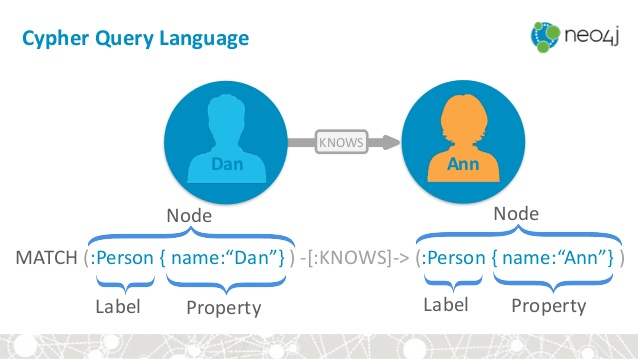 Cypher Query Language
neo4j
KNOWS
Dan
Ann
Node
Node
MATCH (:Person { name:“Dan”} ) -[:KNOWS]-> (:Person { name:“Ann”} )
Label
Property
Label
Property